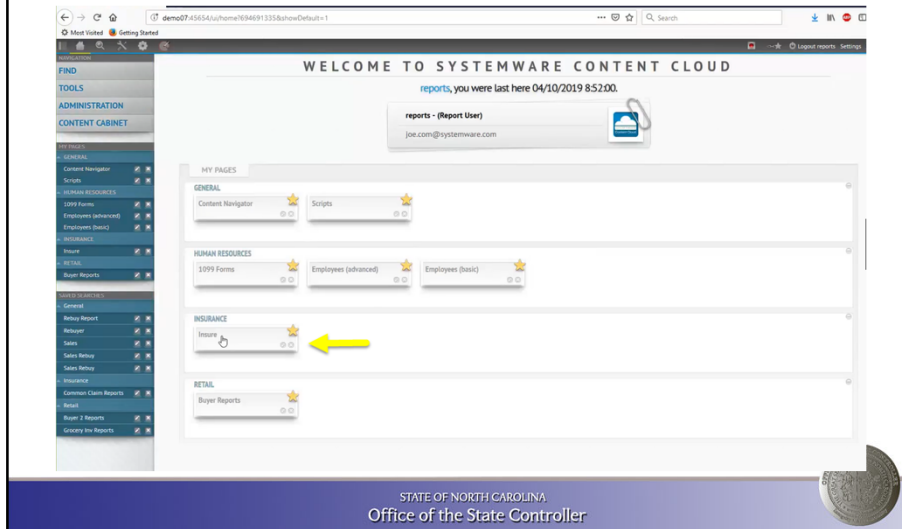 demo07:45654/ui/home?694691335&showDefault=1
Search
Most Visited Getting Started
Logout reports Settings
NAVIGATION
FIND
TOOLS
ADMINISTRATION
CONTENT CABINET
MY PAGES
GENERAL
Content Navigator
Scripts
HUMAN RESOURCES
1099 Forms
Employees (advanced)
Employees (basic)
INSURANCE
Insure
RETAIL
Buyer Reports
SAVED SEARCHES
General
Rebuy Report
Rebuyer
Sales
Sales Rebuy
Sales Rebuy
Insurance
Common Claim Reports
Retail
Buyer 2 Reports
Grocery Inv Reports
WELCOME TO SYSTEMWARE CONTENT CLOUD
reports, you were last here 04/10/2019 8:52:00.
reports - (Report User)
joe.com@systemware.com
MY PAGES
GENERAL
Content Navigator Scripts
HUMAN RESOURCES
1099 Forms Employees (advanced) Employees (basic)
INSURANCE
Insure
RETAIL
Buyer Reports
STATE OF NORTH CAROLINA
Office of the State Controller